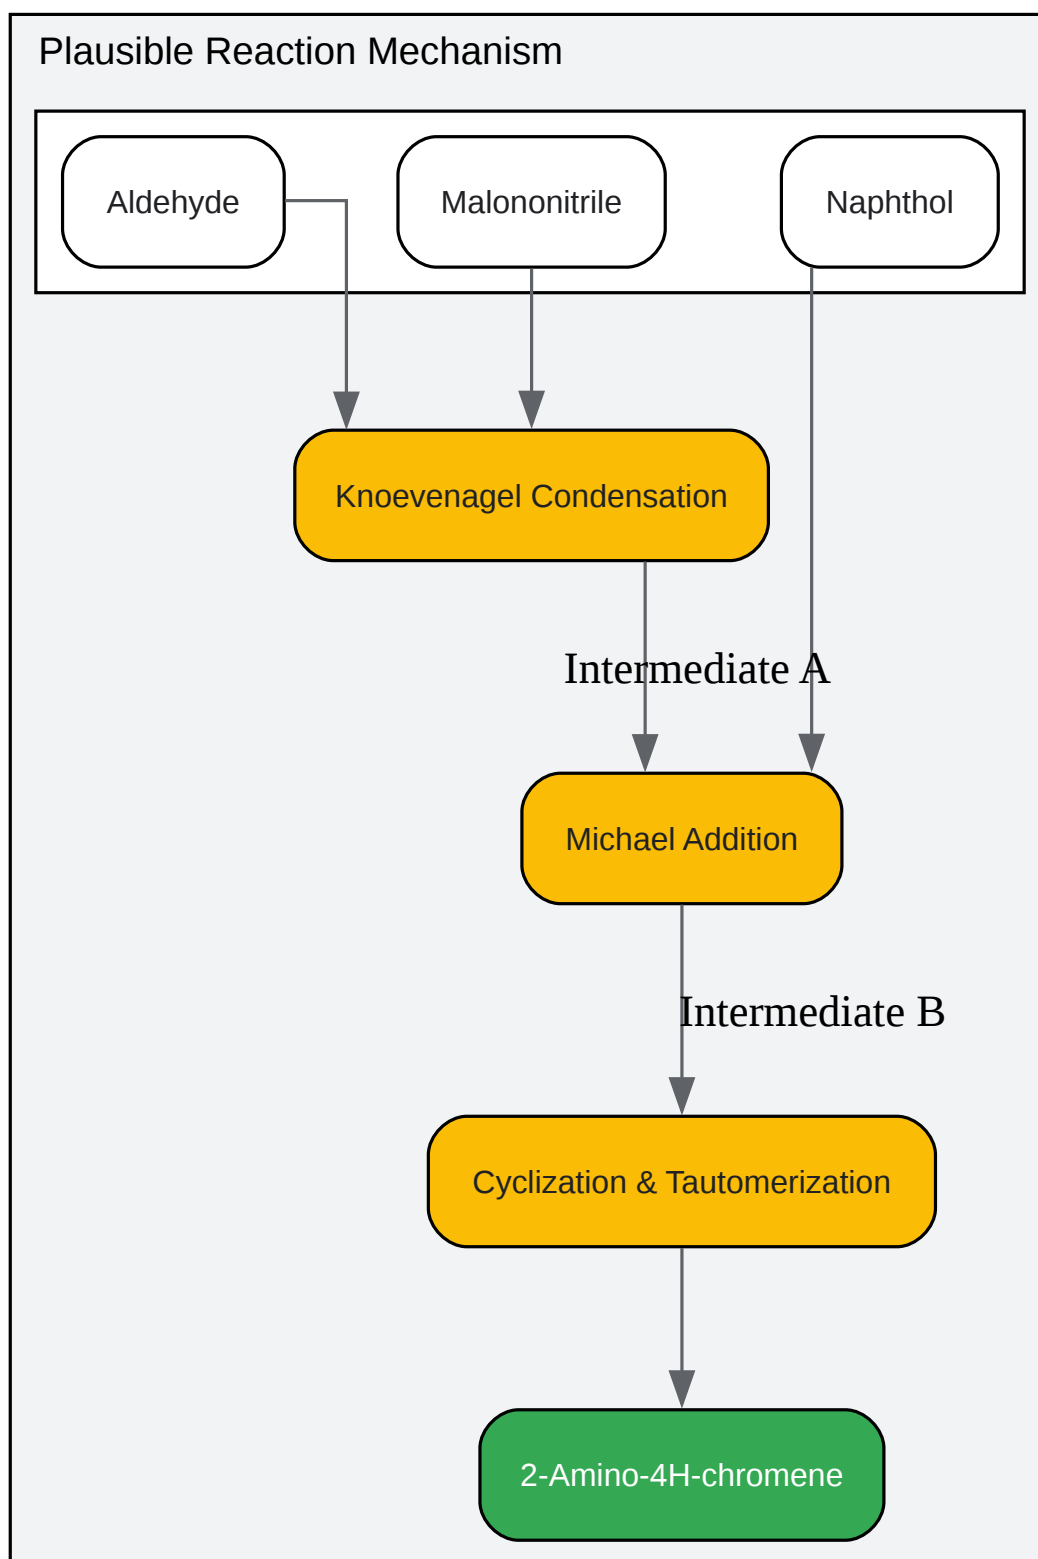 Plausible Reaction Mechanism
Aldehyde
Malononitrile
Naphthol
Knoevenagel Condensation
Intermediate A
Michael Addition
Intermediate B
Cyclization & Tautomerization
2-Amino-4H-chromene